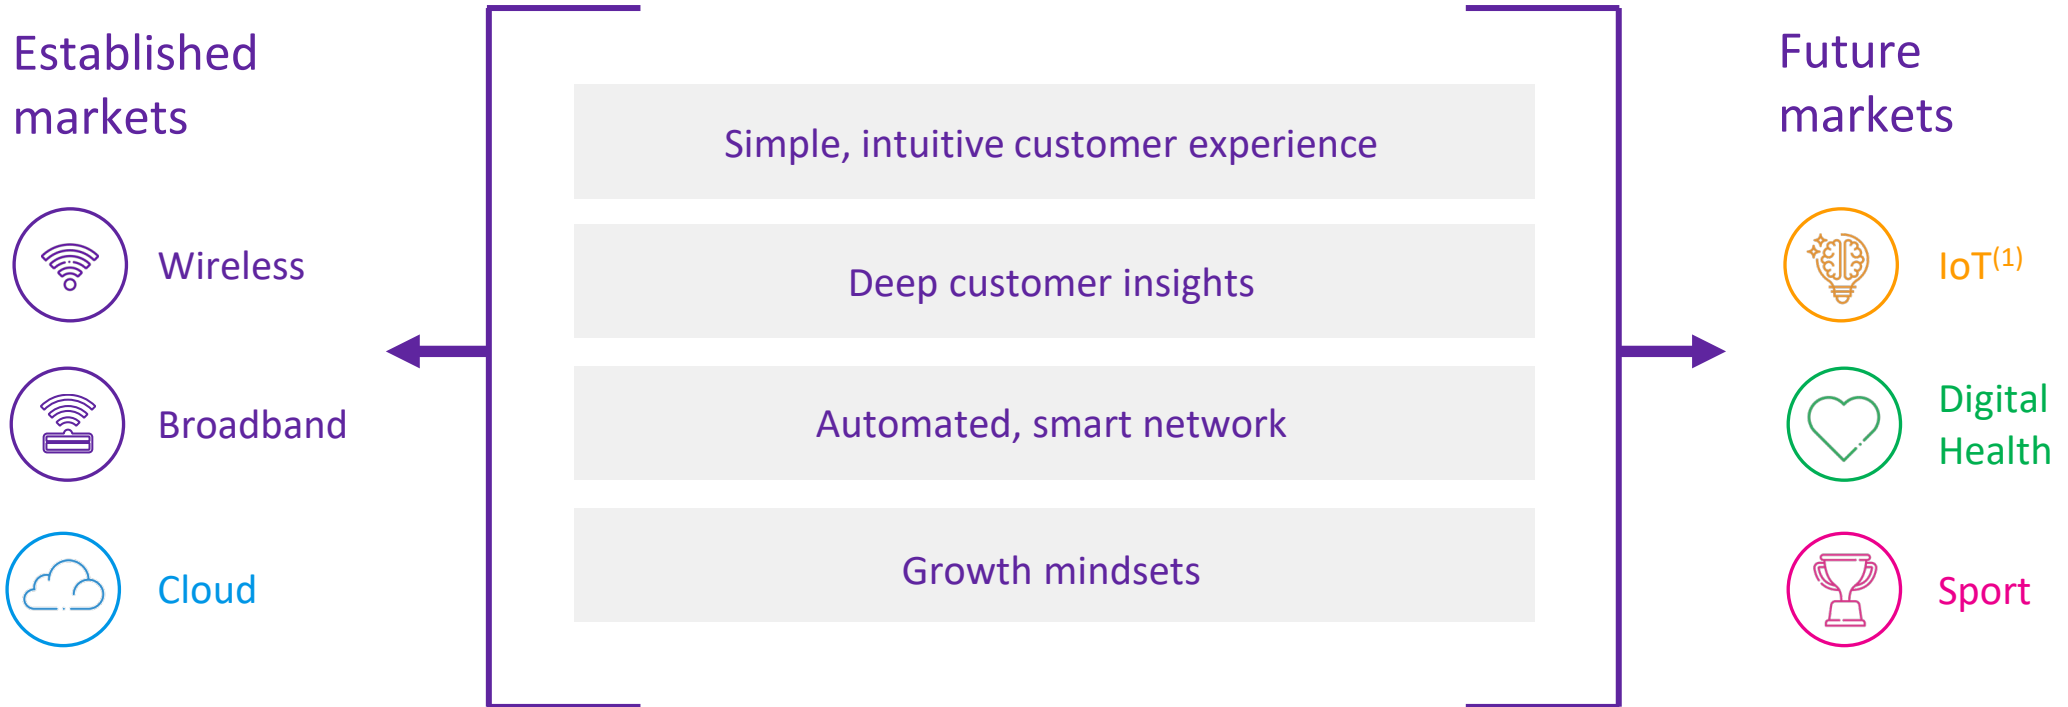 Established
markets
Wireless
Broadband
Cloud
Simple, intuitive customer experience
Deep customer insights
Automated, smart network
Growth mindsets
Future
markets
IoT(1)
Digital
Health
Sport